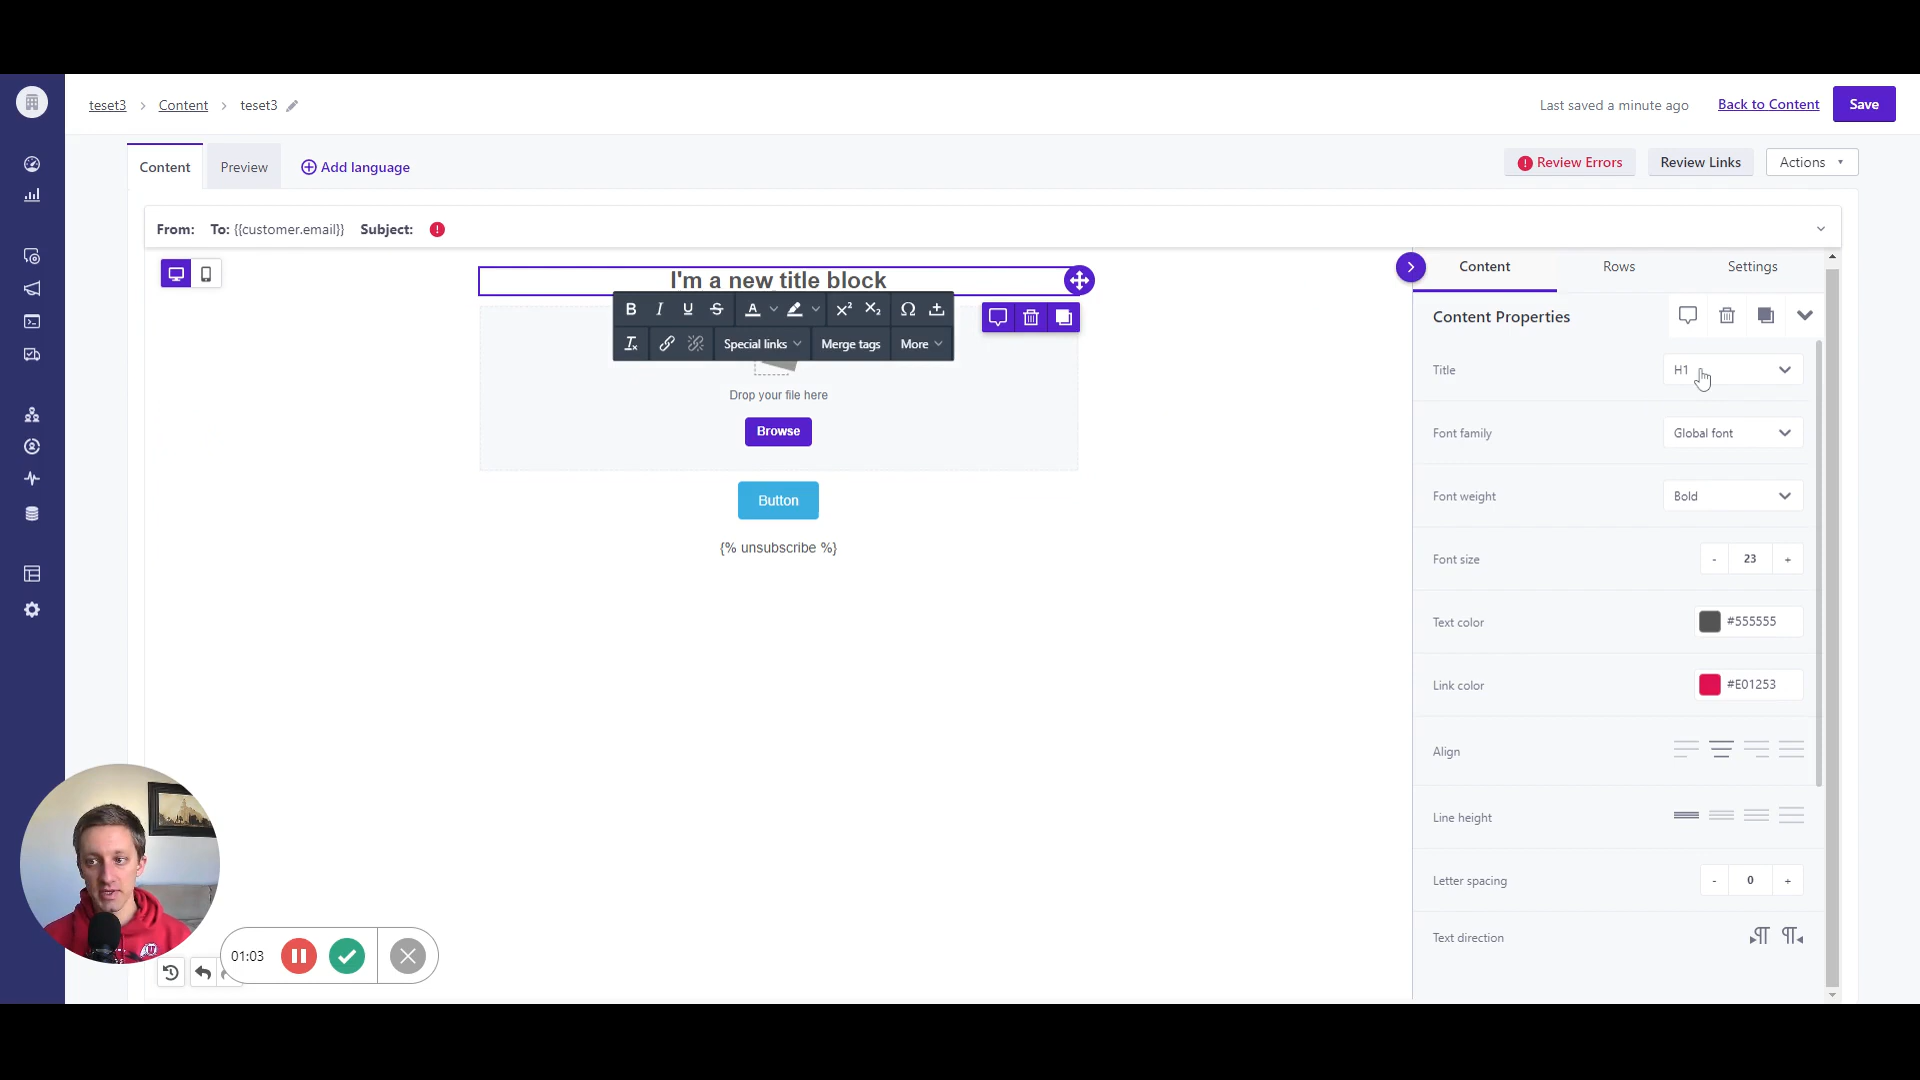 teset3 > Content > teset3
Last saved a minute ago
Back to Content
Save
Content
Preview
Add language
Review Errors
Review Links
Actions
From: To: {{customer.email}} Subject:
I'm a new title block
Special links
Merge tags
More
Drop your file here
Browse
Button
{% unsubscribe %}
Content
Rows
Settings
Content Properties
Title
H1
Font family
Global font
Font weight
Bold
Font size
- 23 +
Text color
#555555
Link color
#E01253
Align
Line height
Letter spacing
- 0 +
Text direction
01:03